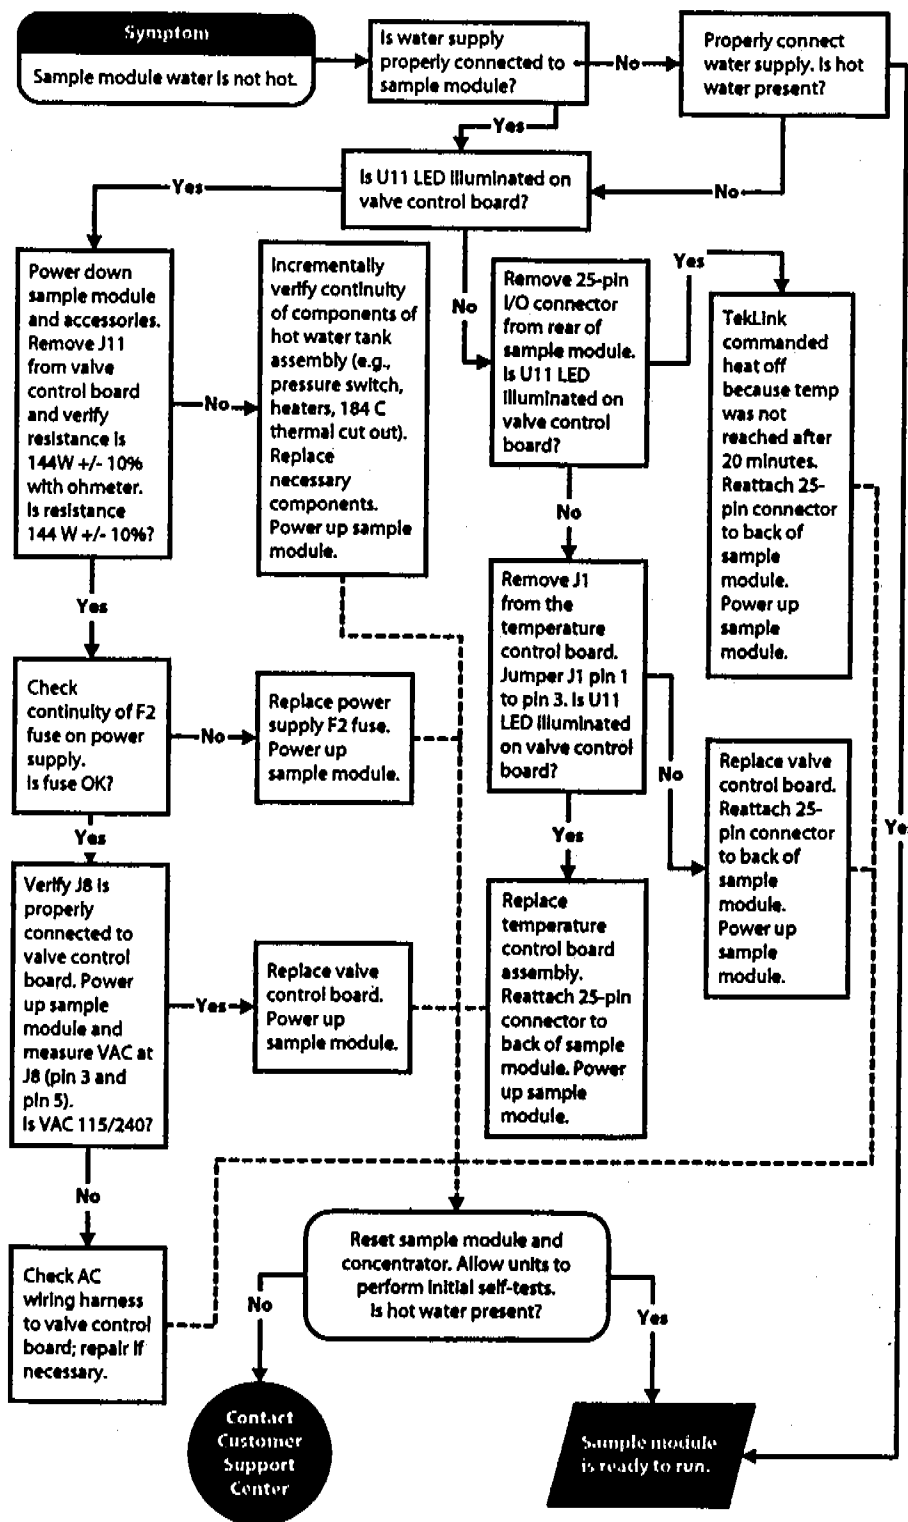 Symptom
Sample module water is not hot.
Is water supply
properly connected to
sample module?
No
Properly connect
water supply. Is hot
water present?
Yes
Is U11 LED illuminated on
valve control board?
Yes
No
Power down
sample module
and accessories.
Remove J11
from valve
control board
and verify
resistance is
144W +/- 10%
with ohmeter.
Is resistance
144 W +/- 10%?
No
Incrementally
verify continuity
of components of
hot water tank
assembly (e.g.,
pressure switch,
heaters, 184 C
thermal cut out).
Replace
necessary
components.
Power up sample
module.
No
Remove 25-pin
I/O connector
from rear of
sample module.
Is U11 LED
illuminated on
valve control
board?
Yes
TekLink
commanded
heat off
because temp
was not
reached after
20 minutes.
Reattach 25-
pin connector
to back of
sample
module.
Power up
sample
module.
No
Yes
Remove J1
from the
temperature
control board.
Jumper J1 pin 1
to pin 3. Is U11
LED illuminated
on valve control
board?
Check
continuity of F2
fuse on power
supply.
Is fuse OK?
No
Replace power
supply F2 fuse.
Power up
sample module.
No
Replace valve
control board.
Reattach 25-
pin connector
to back of
sample
module.
Power up
sample
module.
Yes
Yes
Ye
Verify J8 is
properly
connected to
valve control
board. Power
up sample
module and
measure VAC at
J8 (pin 3 and
pin 5).
Is VAC 115/240?
Yes
Replace valve
control board.
Power up
sample module.
Replace
temperature
control board
assembly.
Reattach 25-pin
connector to
back of sample
module. Power
up sample
module.
No
Check AC
wiring harness
to valve control
board; repair if
necessary.
Reset sample module and
concentrator. Allow units to
perform initial self-tests.
Is hot water present?
No
Yes
Contact
Customer
Support
Center
Sample module
is ready to run.